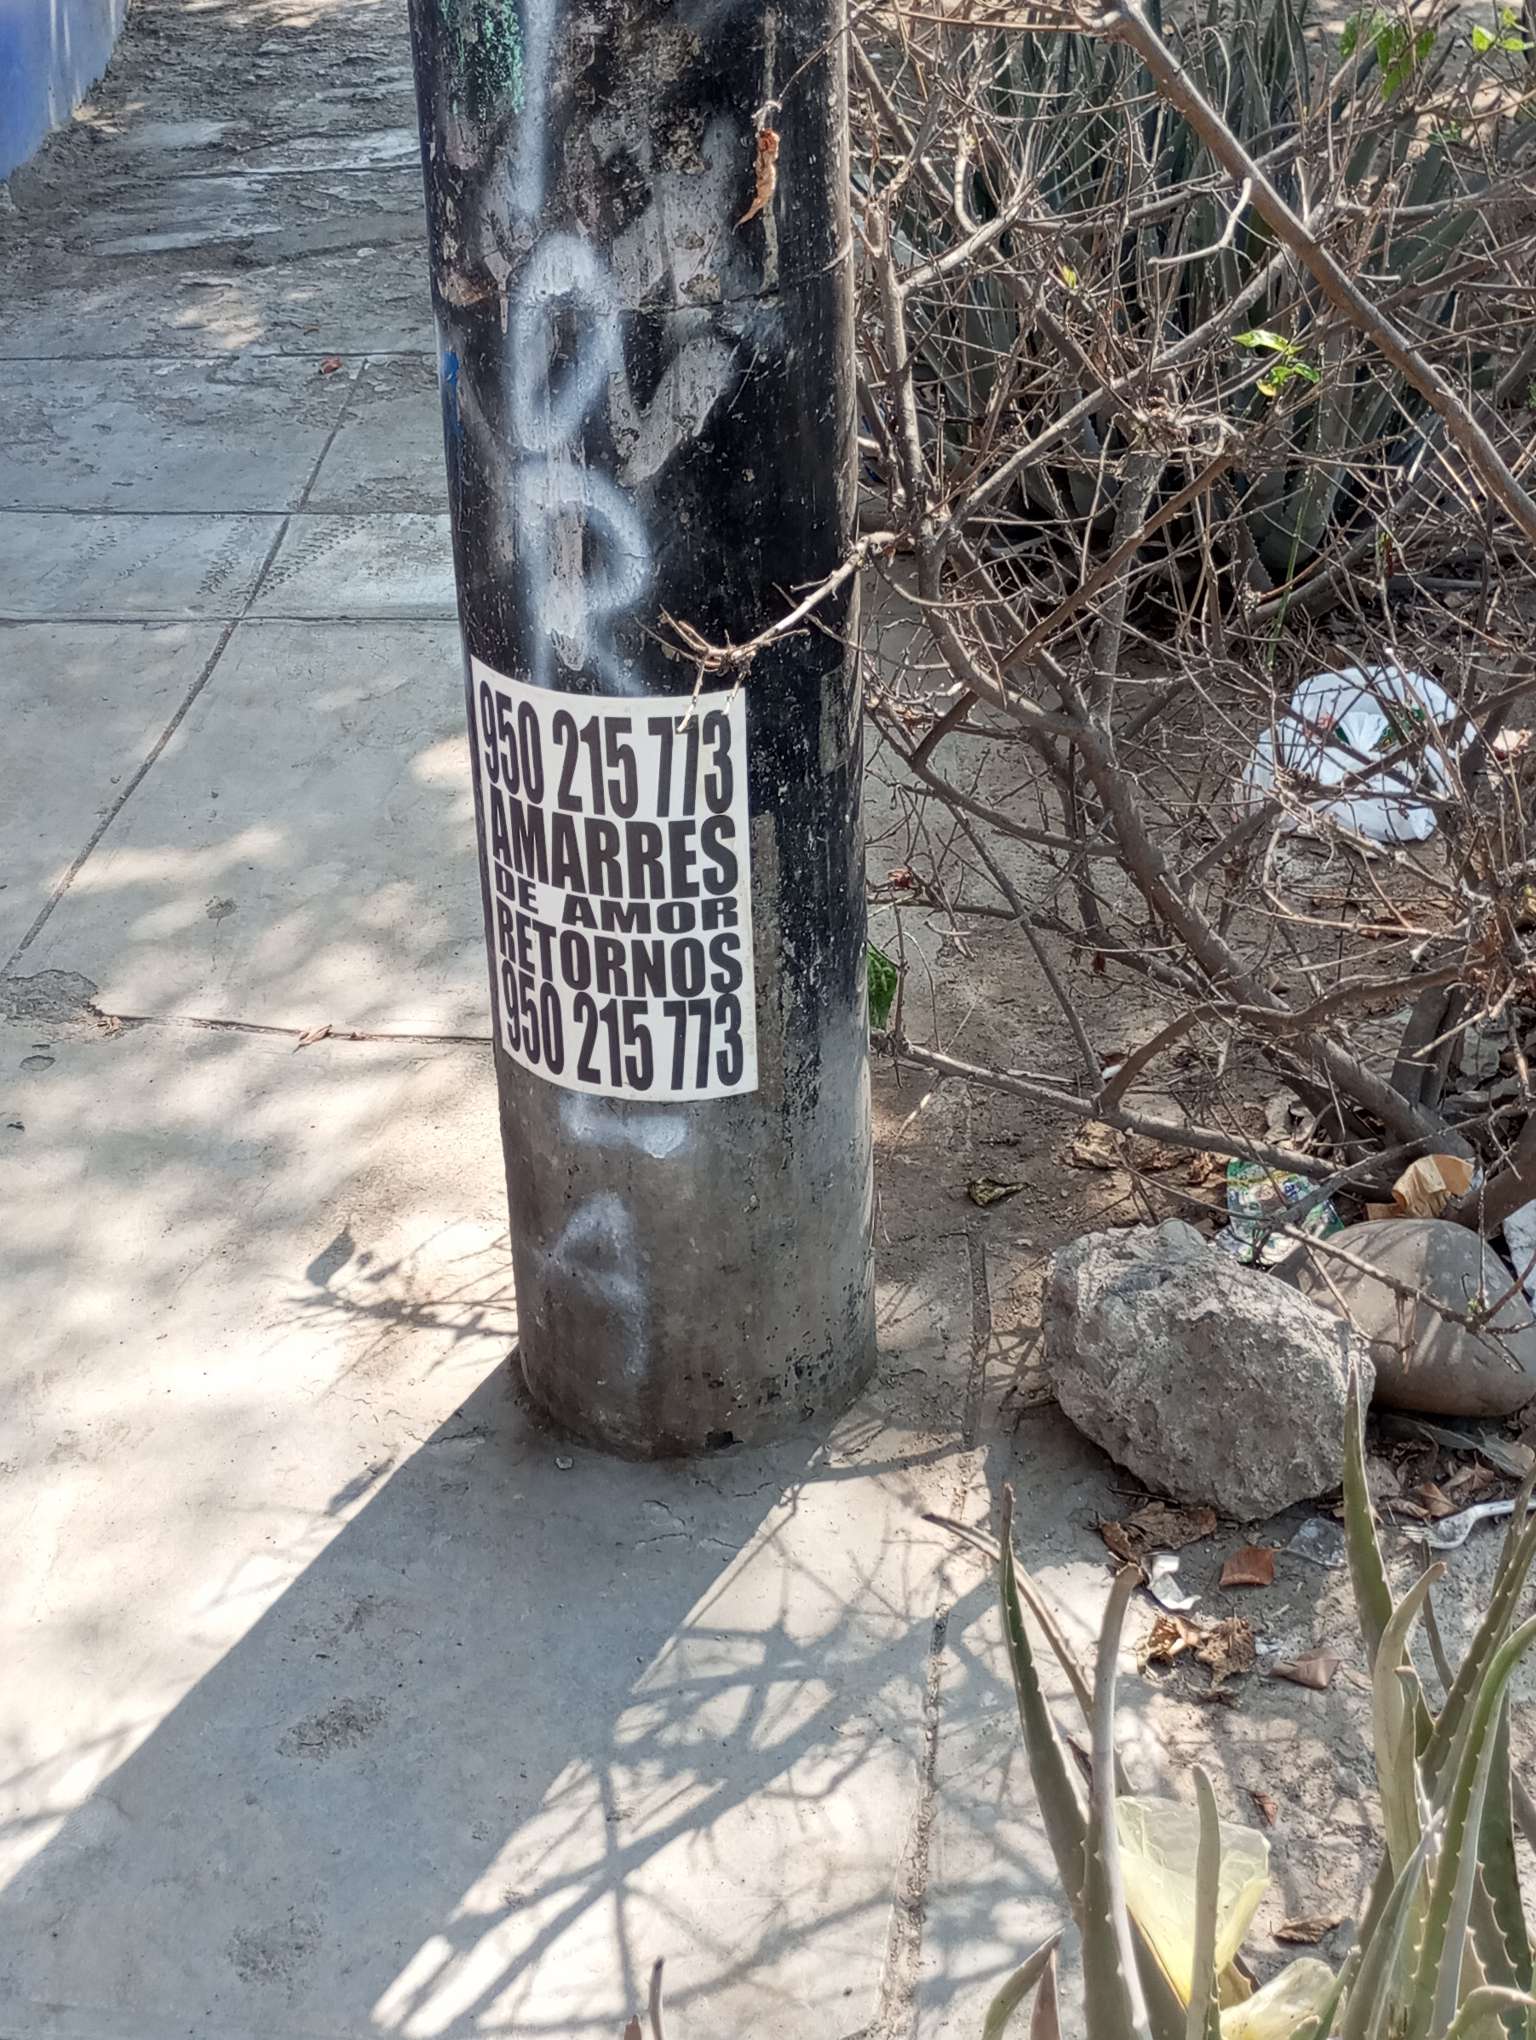 950 215 773
AMARRES
DE AMOR
RETORNOS
950 215 773